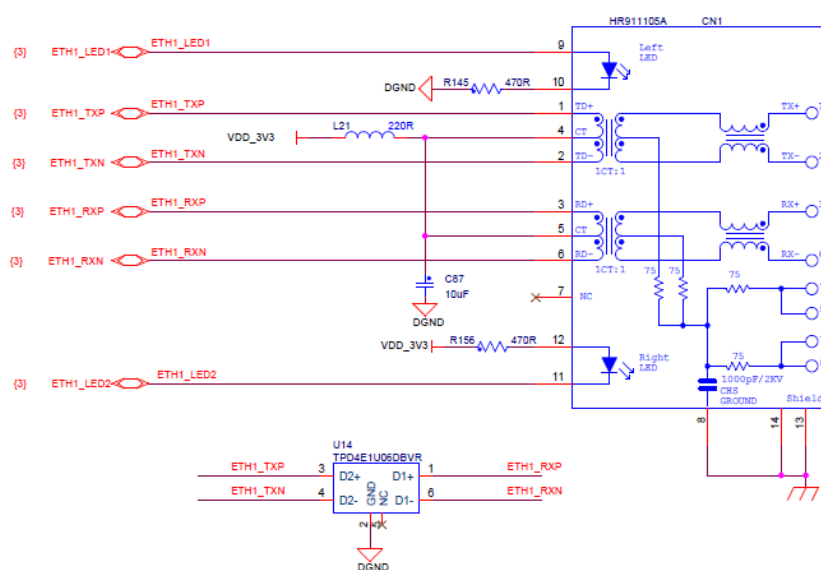 HR911105A CN1
{3} ETH1_LED1 ETH1_LED1 9 Left
LED
DGND R145 470R 10
{3} ETH1_TXP ETH1_TXP 1 TD+ TX+
VDD_3V3 L21 220R 4 CT
{3} ETH1_TXN ETH1_TXN 2 TD- TX-
1CT:1
{3} ETH1_RXP ETH1_RXP 3 RD+ RX+
5 CT
{3} ETH1_RXN ETH1_RXN 6 RD- RX-
1CT:1
75 75 75
C87
10uF
7 NC
DGND
VDD_3V3 R156 470R 12
Right
LED
75
{3} ETH1_LED2 ETH1_LED2 11
1000pF/2KV
CHS
GROUND
Shield
8 14 13
U14
TPD4E1U06DBVR
ETH1_TXP 3 D2+ D1+ 1 ETH1_RXP
ETH1_TXN 4 D2- D1- 6 ETH1_RXN
GND NC
2 5
DGND